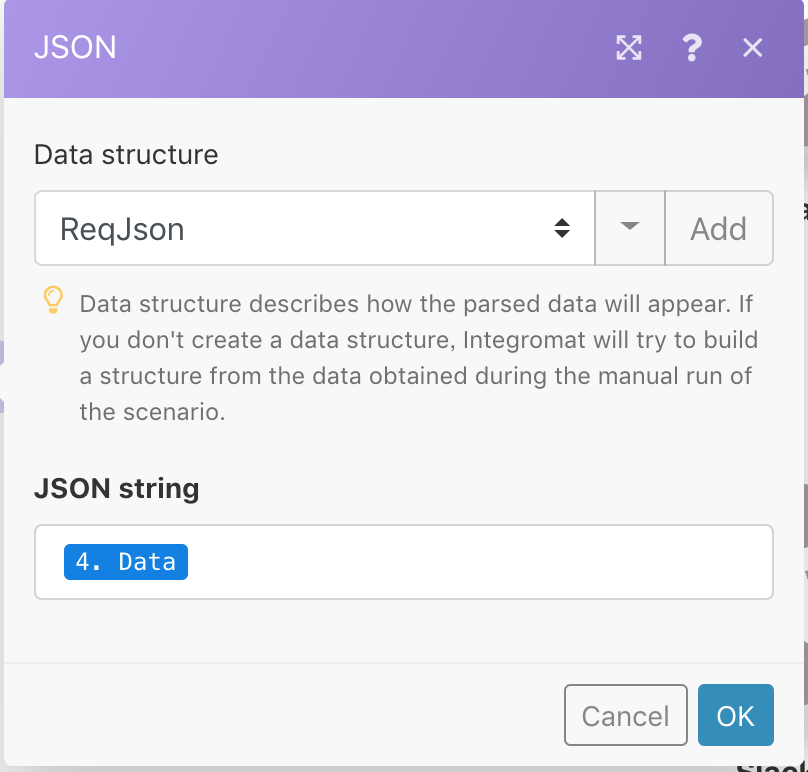 JSON
?
Data structure
ReqJson
Add
Data structure describes how the parsed data will appear. If
you don't create a data structure, Integromat will try to build
a structure from the data obtained during the manual run of
the scenario.
JSON string
4. Data
Cancel
OK